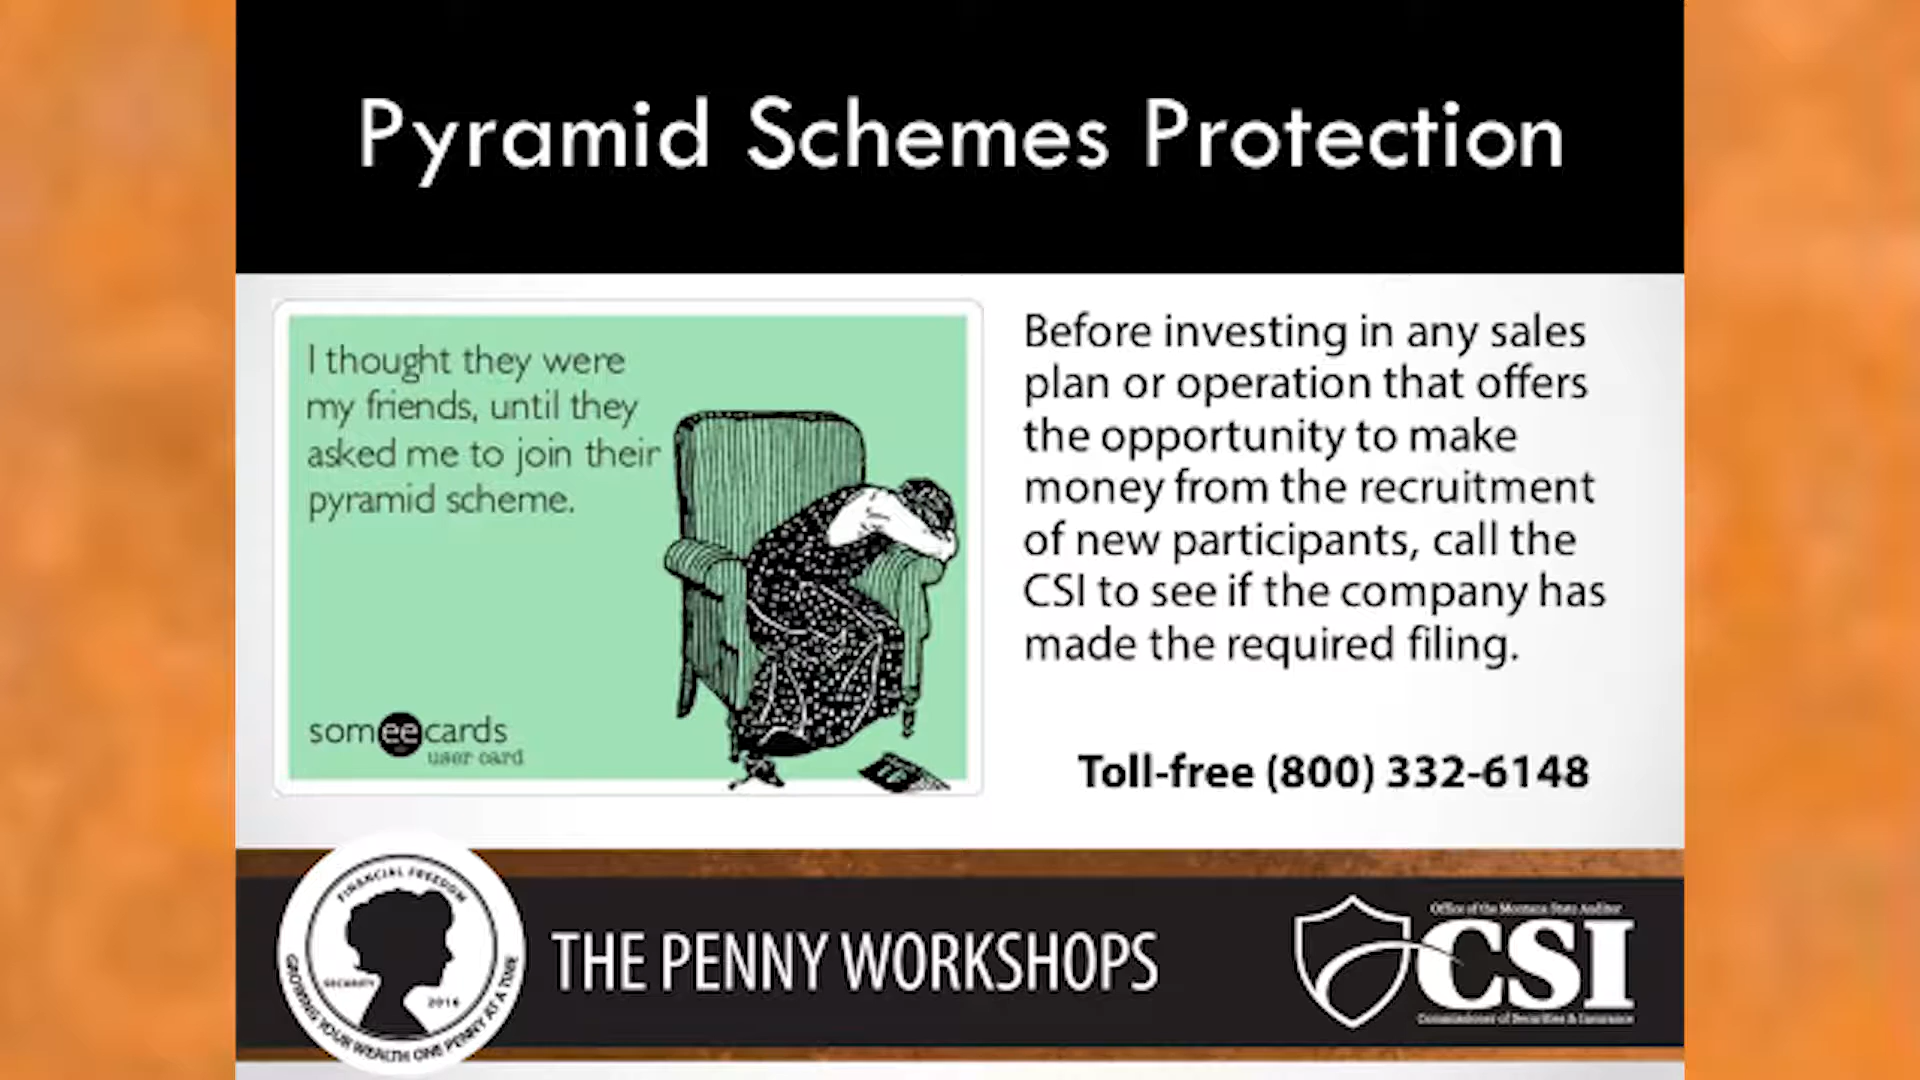 Pyramid Schemes Protection
I thought they were
my friends, until they
asked me to join their
pyramid scheme.
someecards
user card
Before investing in any sales
plan or operation that offers
the opportunity to make
money from the recruitment
of new participants, call the
CSI to see if the company has
made the required filing.
Toll-free (800) 332-6148
FINANCIAL FREEDOM
SECURITY
2016
GROWING YOUR WEALTH ONE PENNY AT A TIME
THE PENNY WORKSHOPS
Office of the Montana State Auditor
CSI
Commissioner of Securities & Insurance